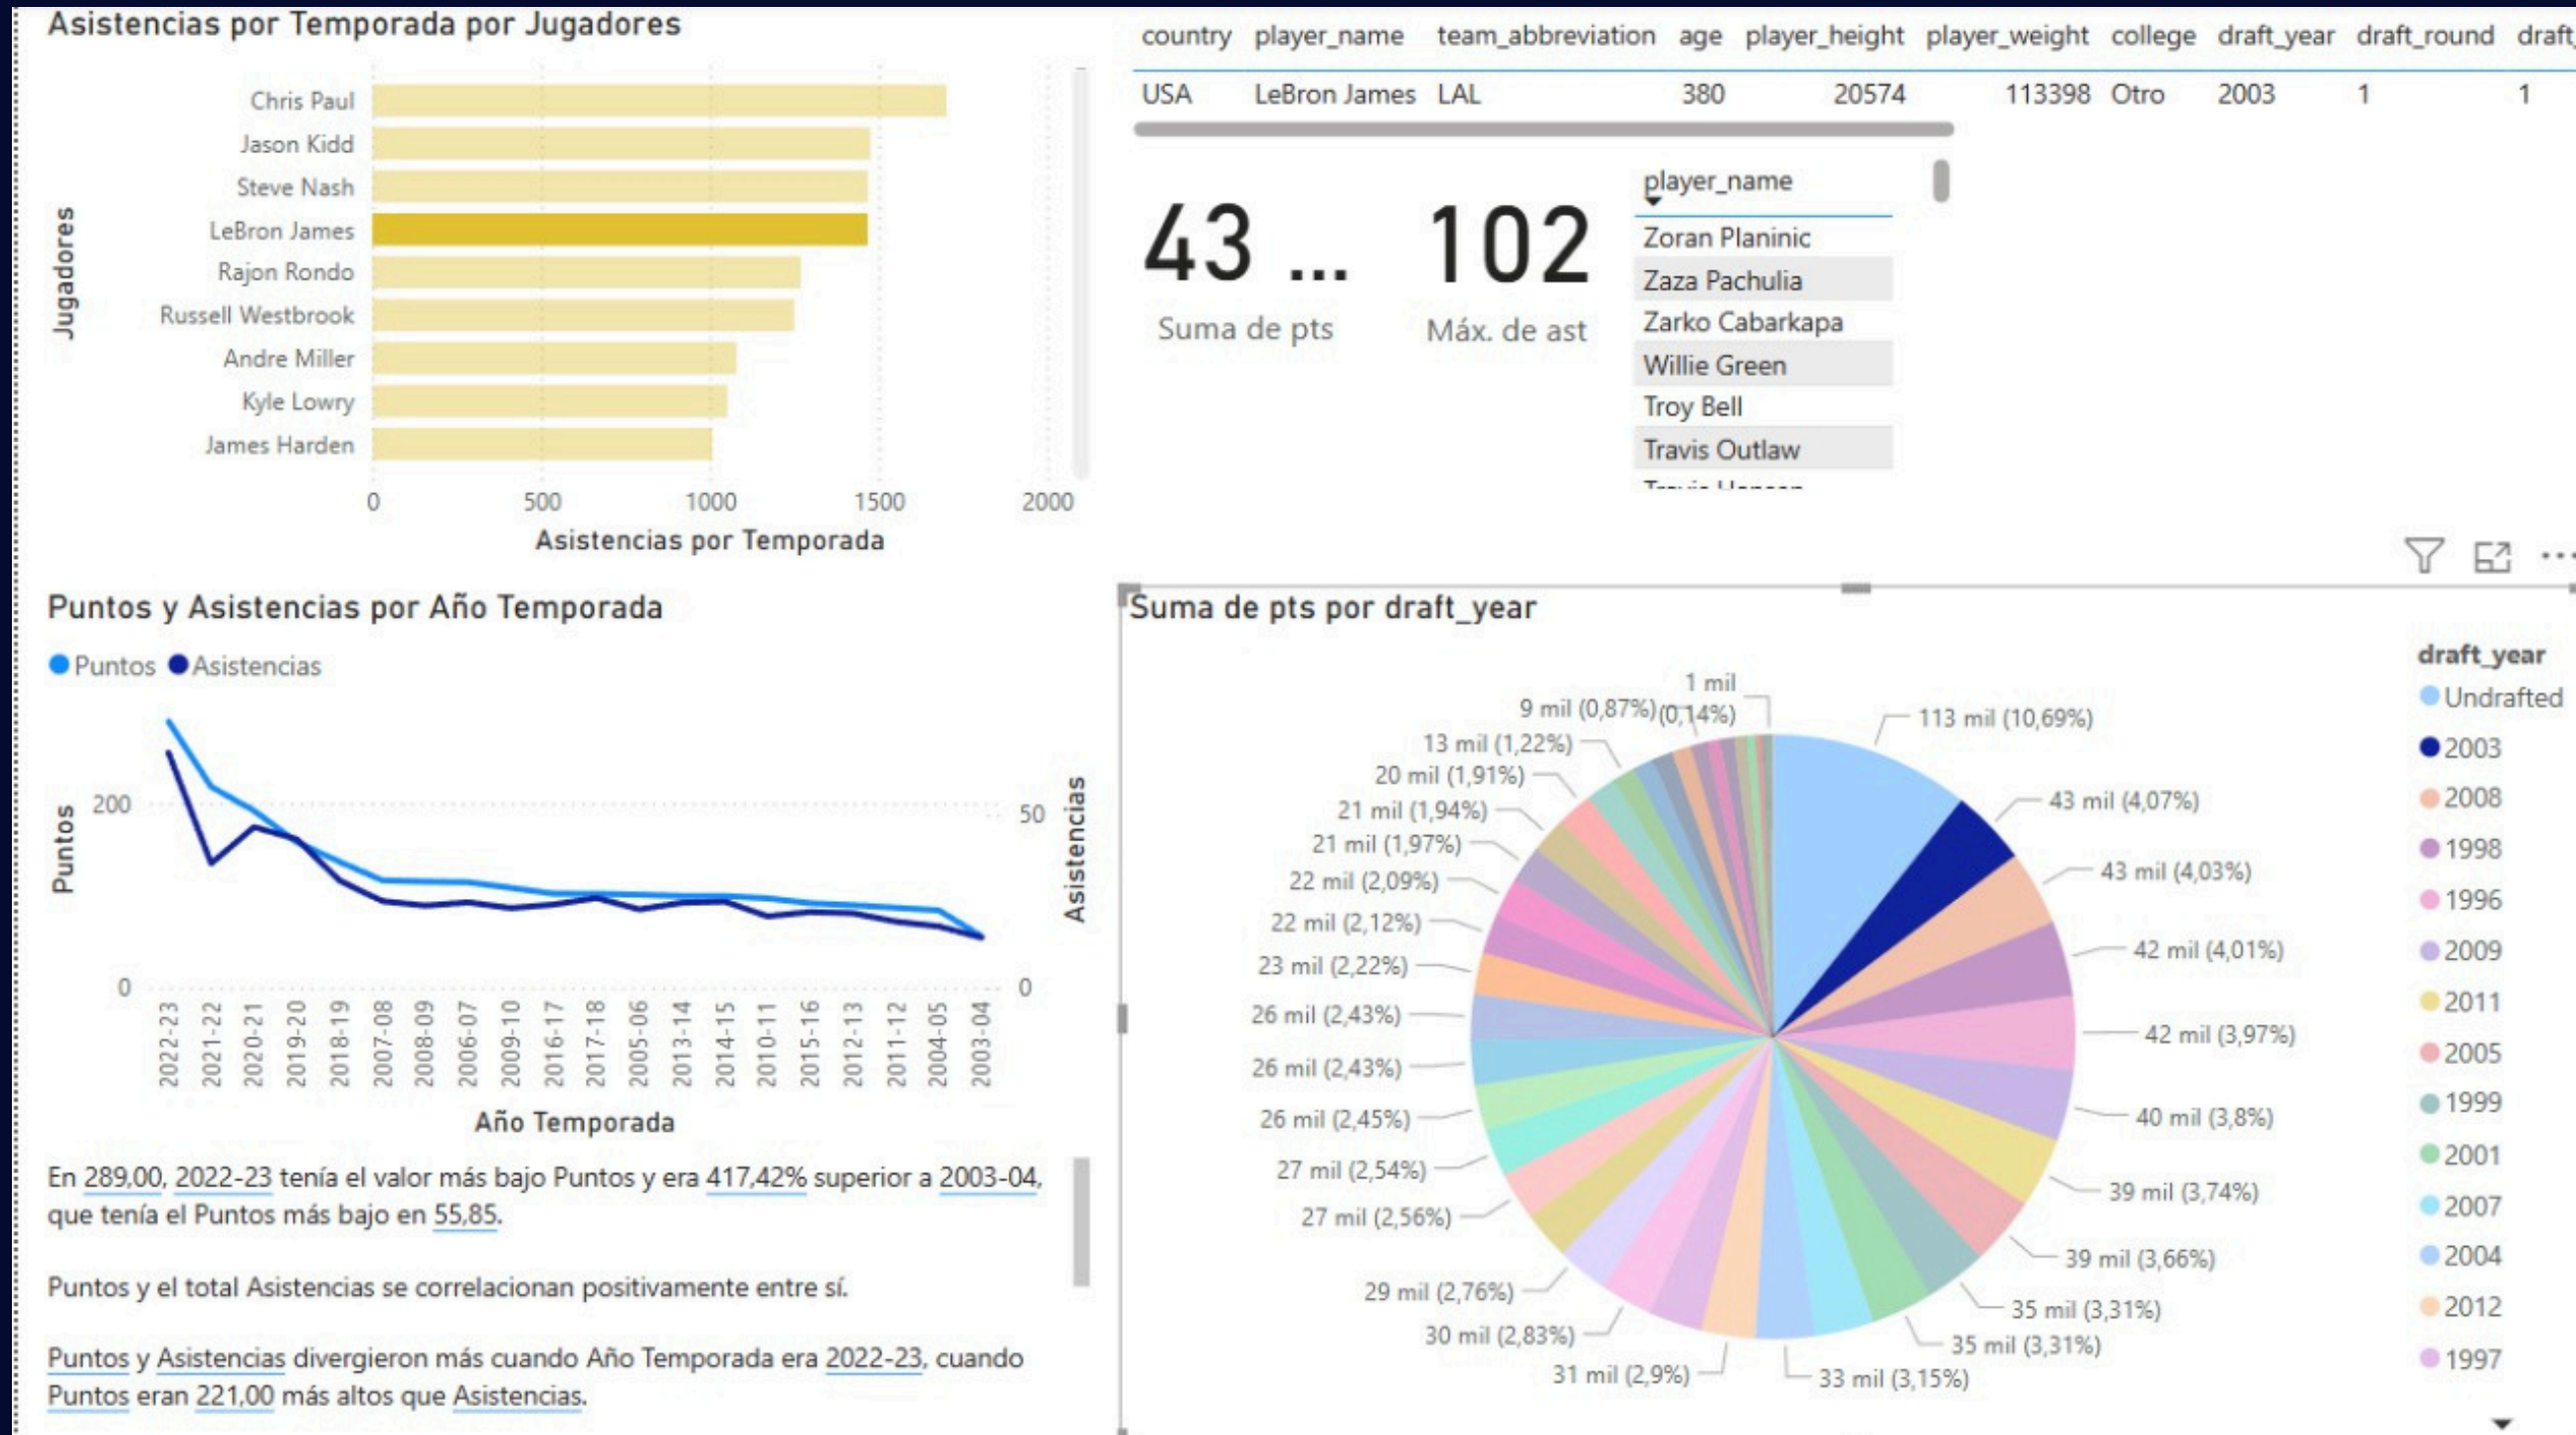 Asistencias por Temporada por Jugadores
Jugadores
Chris Paul
Jason Kidd
Steve Nash
LeBron James
Rajon Rondo
Russell Westbrook
Andre Miller
Kyle Lowry
James Harden
0 500 1000 1500 2000
Asistencias por Temporada
country player_name team_abbreviation age player_height player_weight college draft_year draft_round draft_
USA LeBron James LAL 380 20574 113398 Otro 2003 1 1
43 ...
Suma de pts
102
Máx. de ast
player_name
Zoran Planinic
Zaza Pachulia
Zarko Cabarkapa
Willie Green
Troy Bell
Travis Outlaw
Puntos y Asistencias por Año Temporada
Puntos Asistencias
Puntos
200
0
50
0
Asistencias
2022-23
2021-22
2020-21
2019-20
2018-19
2007-08
2008-09
2006-07
2009-10
2016-17
2017-18
2005-06
2013-14
2014-15
2010-11
2015-16
2012-13
2011-12
2004-05
2003-04
Año Temporada
En 289,00, 2022-23 tenía el valor más bajo Puntos y era 417,42% superior a 2003-04,
que tenía el Puntos más bajo en 55,85.
Puntos y el total Asistencias se correlacionan positivamente entre sí.
Puntos y Asistencias divergieron más cuando Año Temporada era 2022-23, cuando
Puntos eran 221,00 más altos que Asistencias.
Suma de pts por draft_year
113 mil (10,69%)
43 mil (4,07%)
43 mil (4,03%)
42 mil (4,01%)
42 mil (3,97%)
40 mil (3,8%)
39 mil (3,74%)
39 mil (3,66%)
35 mil (3,31%)
35 mil (3,31%)
33 mil (3,15%)
31 mil (2,9%)
30 mil (2,83%)
29 mil (2,76%)
27 mil (2,56%)
27 mil (2,54%)
26 mil (2,45%)
26 mil (2,43%)
26 mil (2,43%)
23 mil (2,22%)
22 mil (2,12%)
22 mil (2,09%)
21 mil (1,97%)
21 mil (1,94%)
20 mil (1,91%)
13 mil (1,22%)
9 mil (0,87%)
1 mil
(0,14%)
draft_year
Undrafted
2003
2008
1998
1996
2009
2011
2005
1999
2001
2007
2004
2012
1997